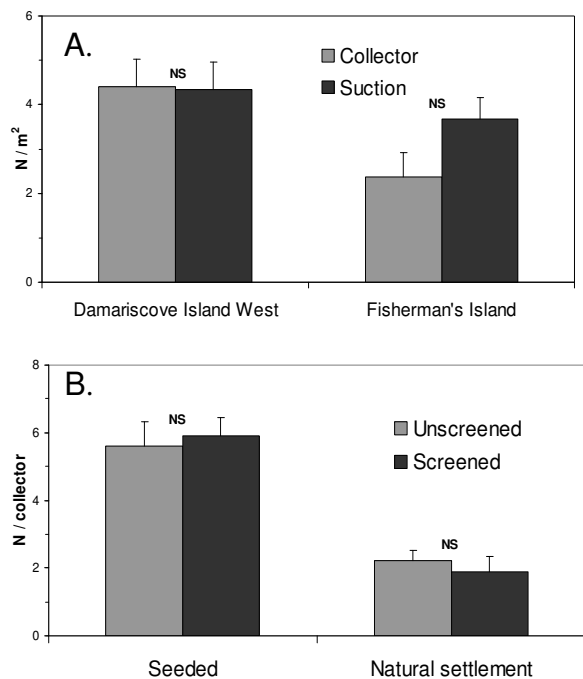 A.
Collector
Suction
NS
NS
N / m²
6
4
2
0
Damariscove Island West
Fisherman's Island
B.
Unscreened
Screened
NS
NS
N / collector
8
6
4
2
0
Seeded
Natural settlement